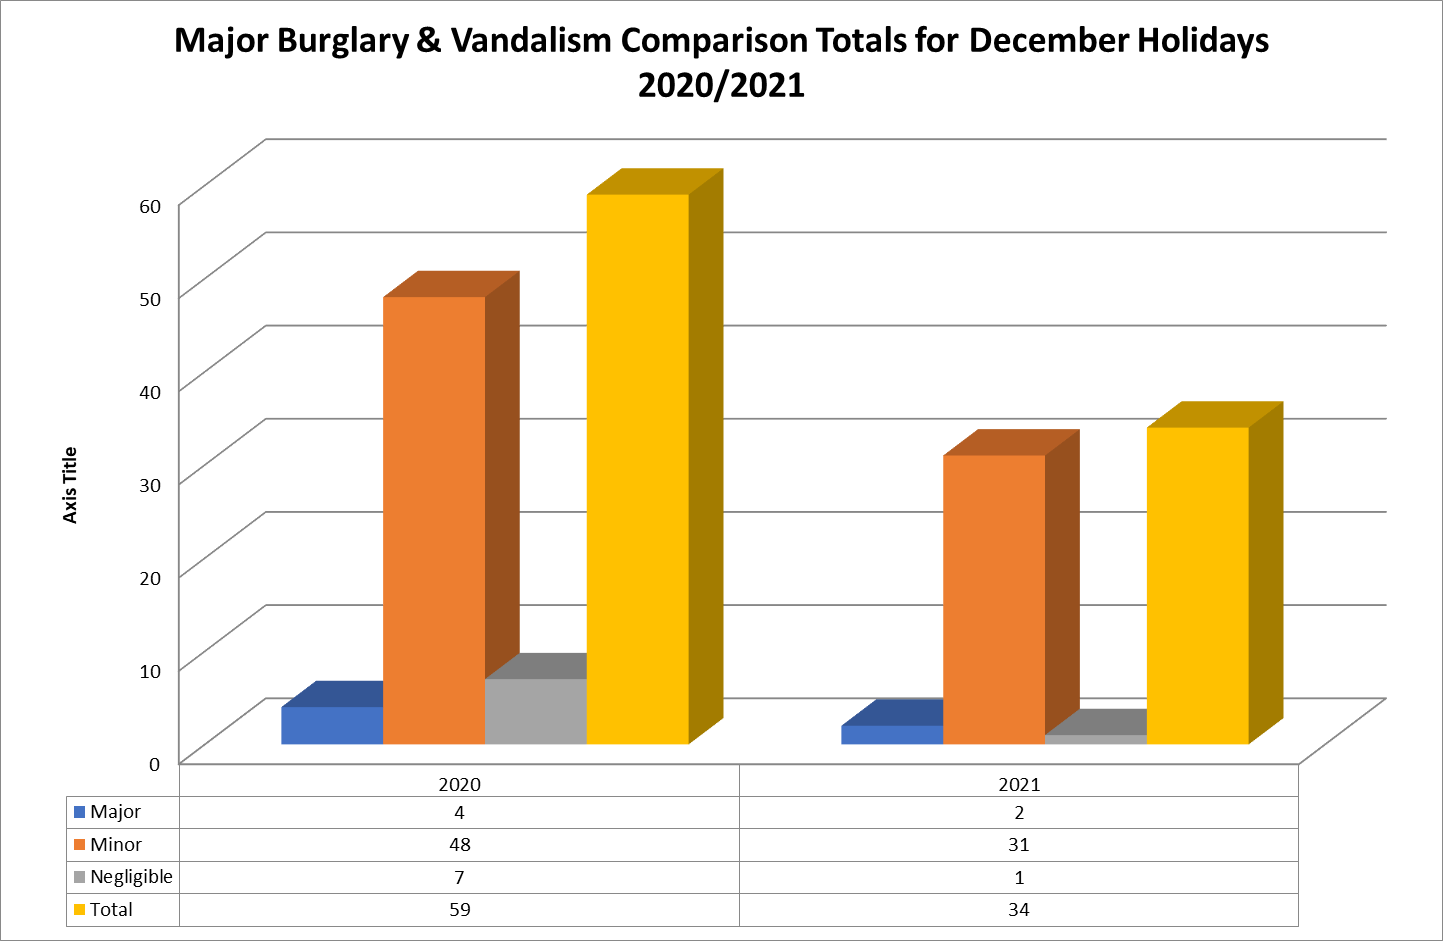 Major Burglary & Vandalism Comparison Totals for December Holidays
2020/2021
60
50
40
30
20
10
0
Axis Title
2020 2021
Major 4 2
Minor 48 31
Negligible 7 1
Total 59 34